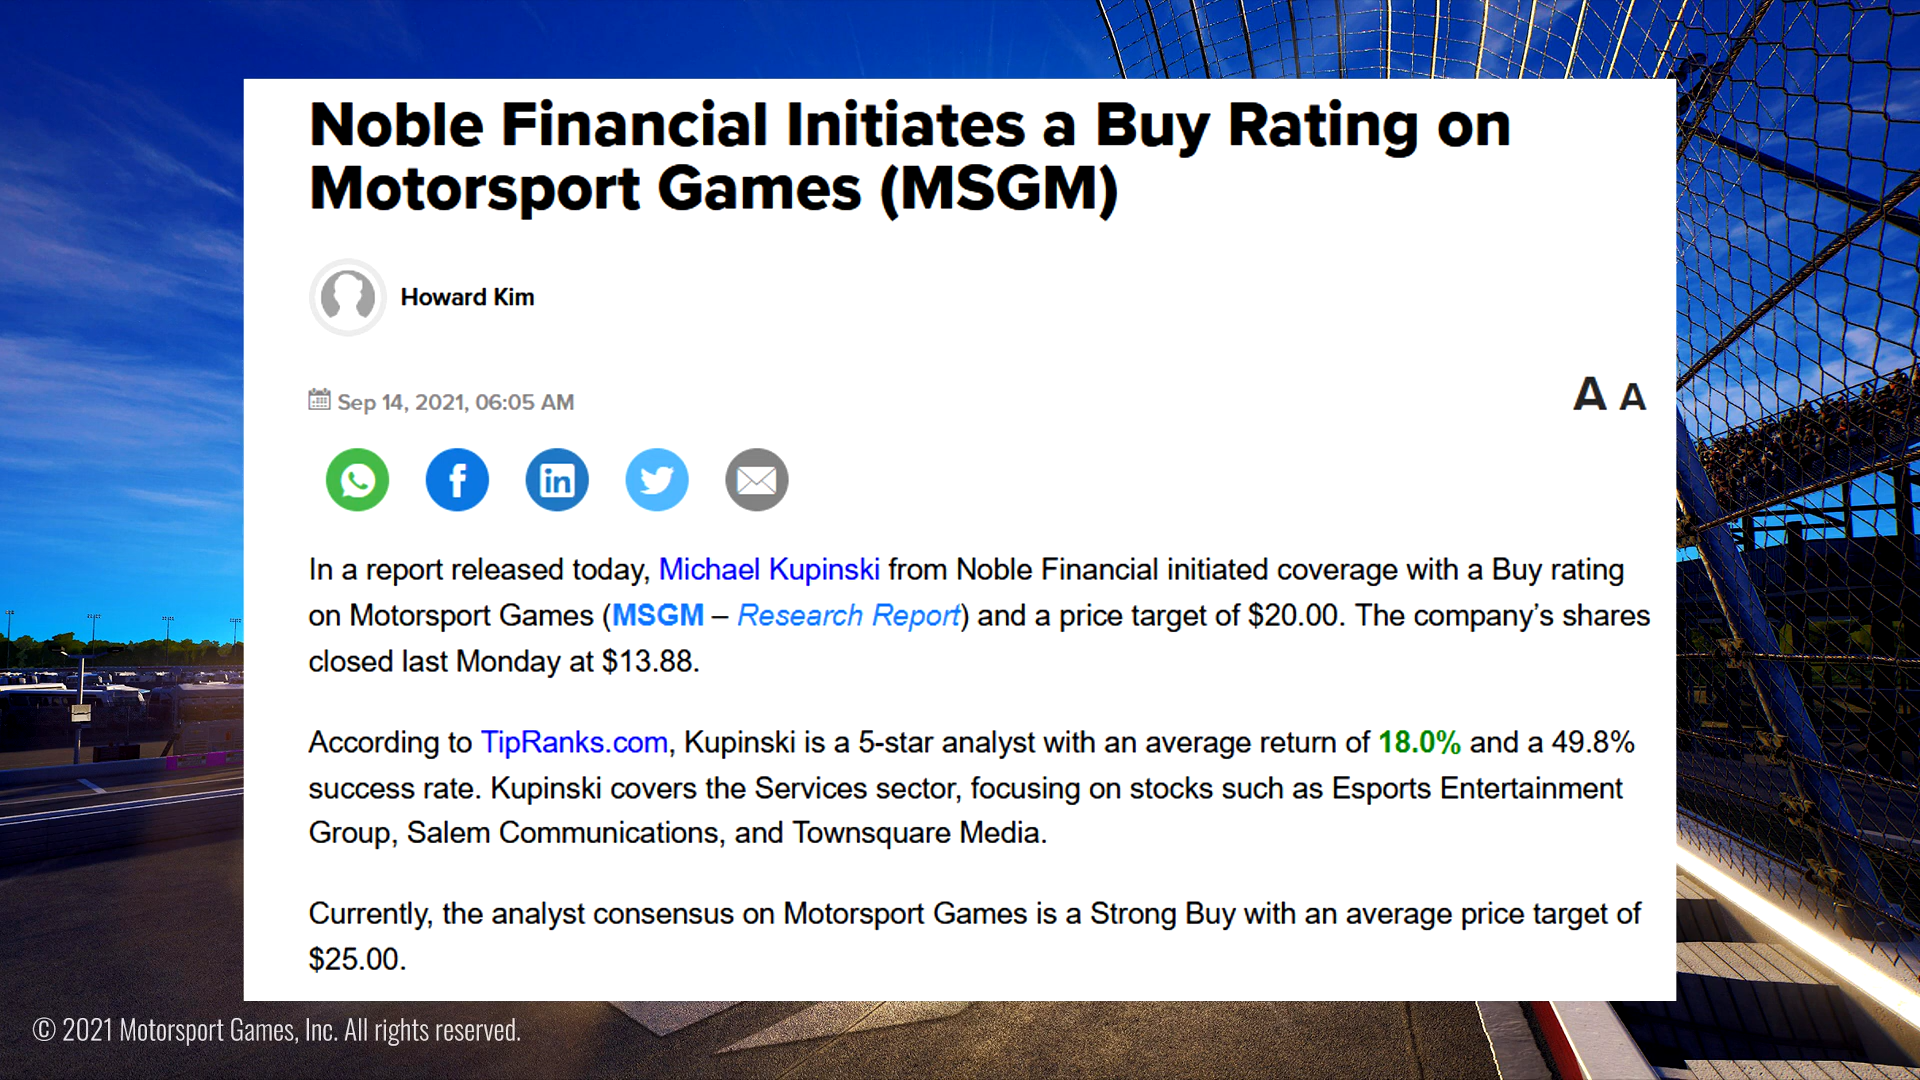 Noble Financial Initiates a Buy Rating on
Motorsport Games (MSGM)
Howard Kim
Sep 14, 2021, 06:05 AM
A A
In a report released today, Michael Kupinski from Noble Financial initiated coverage with a Buy rating
on Motorsport Games (MSGM – Research Report) and a price target of $20.00. The company’s shares
closed last Monday at $13.88.
According to TipRanks.com, Kupinski is a 5-star analyst with an average return of 18.0% and a 49.8%
success rate. Kupinski covers the Services sector, focusing on stocks such as Esports Entertainment
Group, Salem Communications, and Townsquare Media.
Currently, the analyst consensus on Motorsport Games is a Strong Buy with an average price target of
$25.00.
© 2021 Motorsport Games, Inc. All rights reserved.